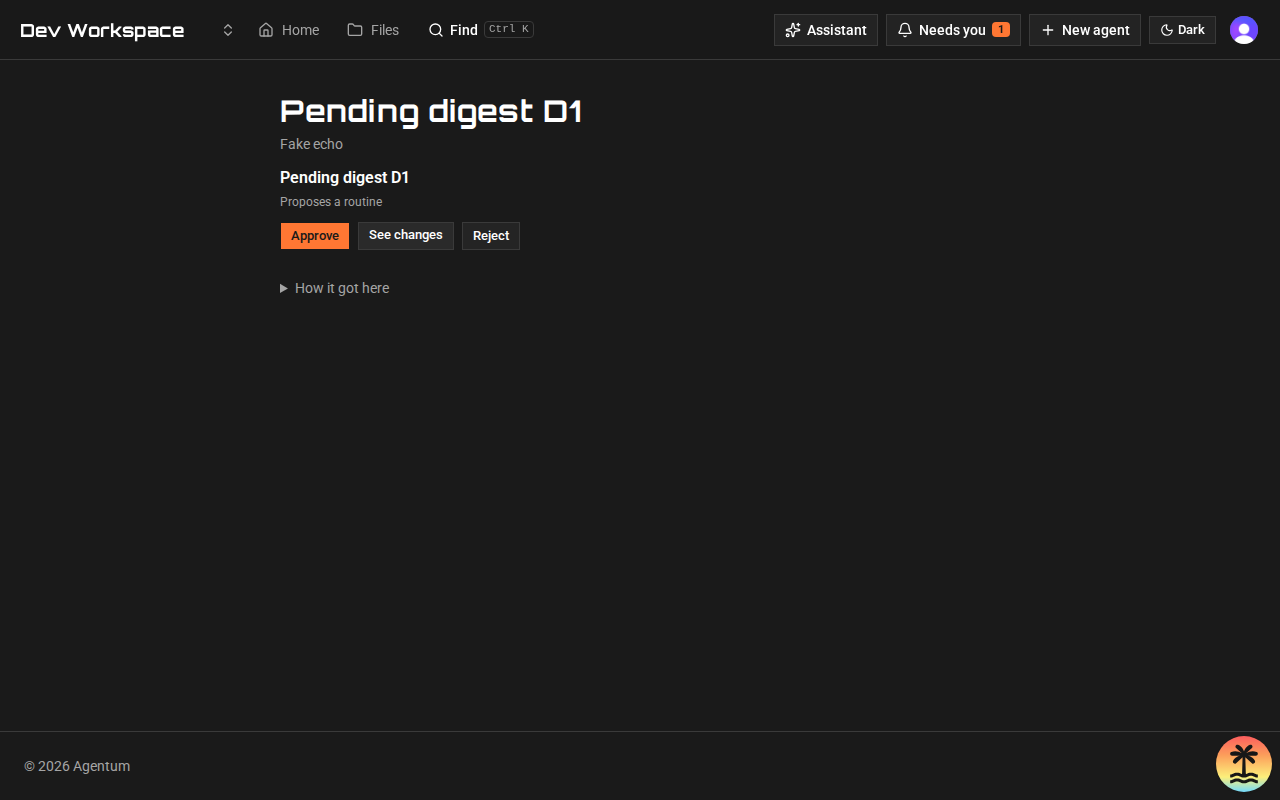 Dev Workspace
Home
Files
Find Ctrl K
Assistant
Needs you 1
New agent
Dark
Pending digest D1
Fake echo
Pending digest D1
Proposes a routine
Approve
See changes
Reject
How it got here
© 2026 Agentum